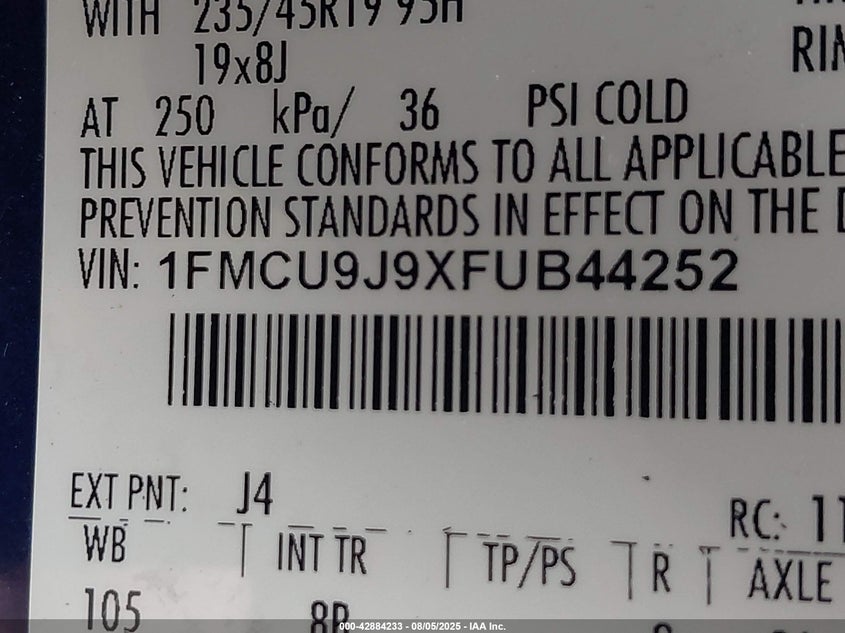 WITH 235/45R19 95H
19x8J
RIM
AT 250 kPa/ 36 PSI COLD
THIS VEHICLE CONFORMS TO ALL APPLICABLE
PREVENTION STANDARDS IN EFFECT ON THE D
VIN: 1FMCU9J9XFUB44252
EXT PNT: J4
RC: 11
WB INT TR TP/PS R AXLE
105
000-42884233 - 08/05/2025 - IAA Inc.